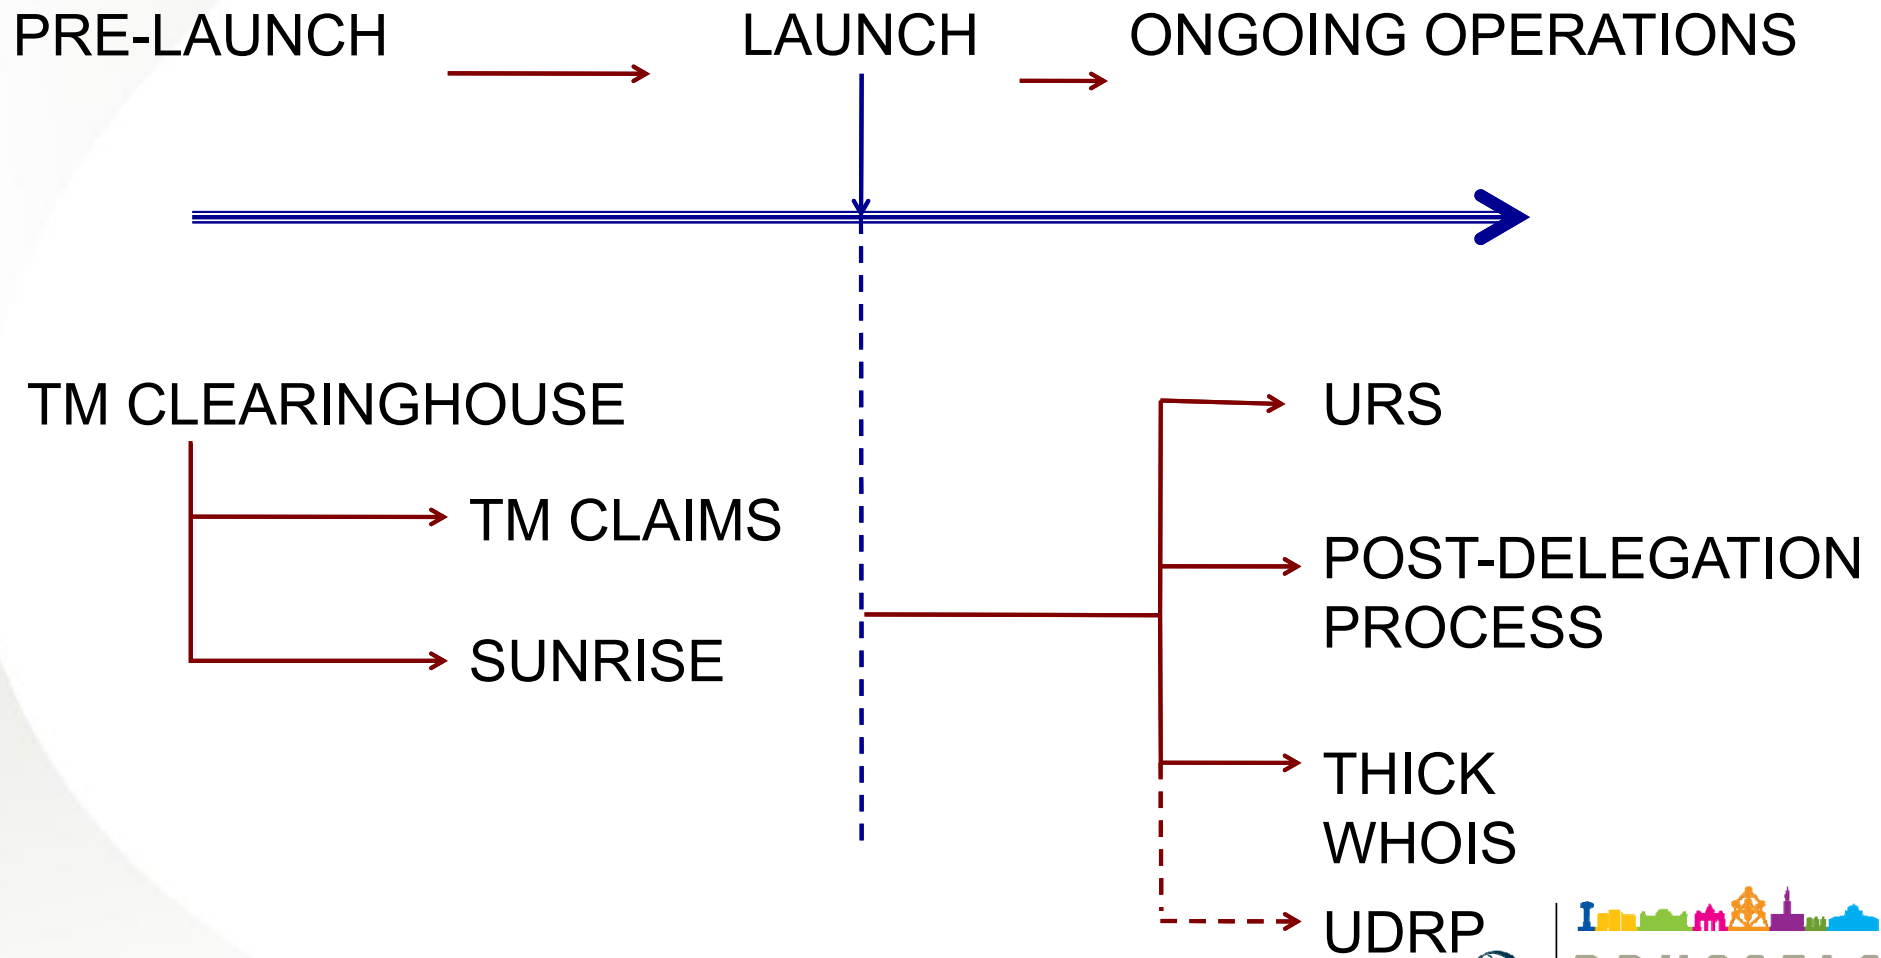 PRE-LAUNCH
LAUNCH
ONGOING OPERATIONS
TM CLEARINGHOUSE
TM CLAIMS
SUNRISE
URS
POST-DELEGATION
PROCESS
THICK
WHOIS
UDRP